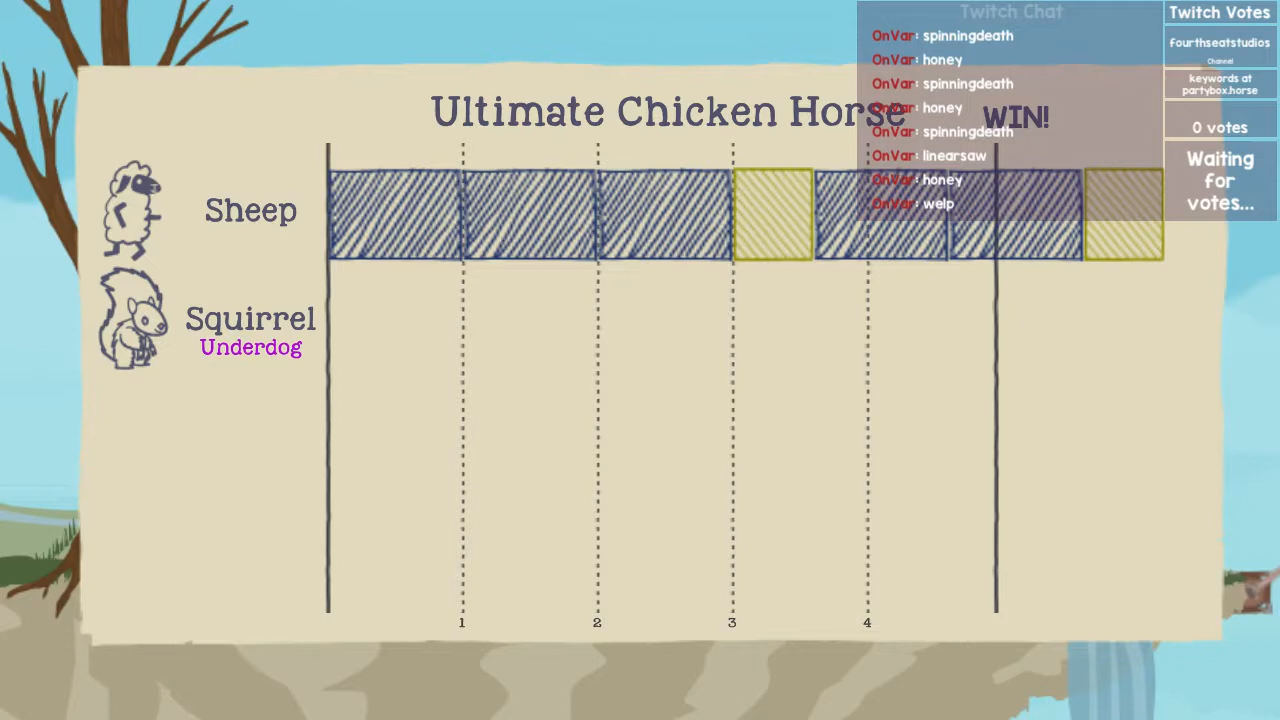 Twitch Chat
OnVar: spinningdeath
OnVar: honey
OnVar: spinningdeath
OnVar: honey
OnVar: spinningdeath
OnVar: linearsaw
OnVar: honey
OnVar: welp
Twitch Votes
fourthseatstudios
Channel
keywords at
partybox.horse
0 votes
Waiting
for
votes...
Ultimate Chicken Horse
WIN!
Sheep
Squirrel
Underdog
1 2 3 4